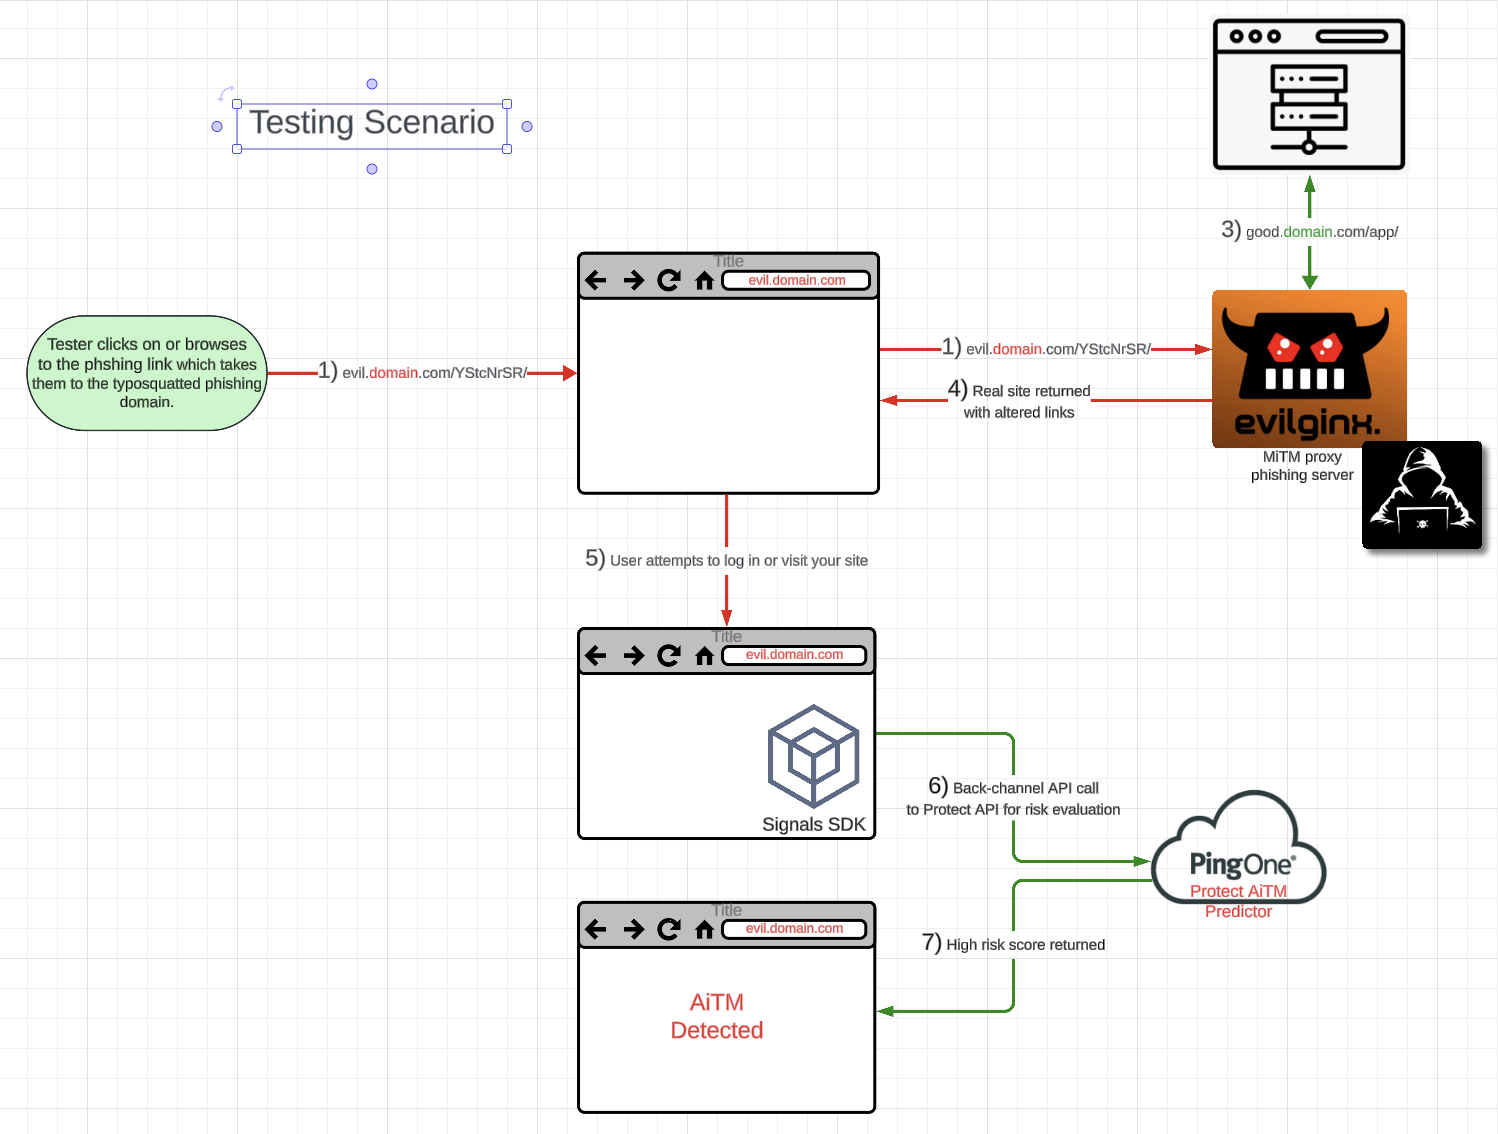 Testing Scenario
3) good.domain.com/app/
Title
evil.domain.com
Tester clicks on or browses
to the phshing link which takes
them to the typosquatted phishing
domain.
1) evil.domain.com/YStcNrSR/
1) evil.domain.com/YStcNrSR/
4) Real site returned
with altered links
evilginx.
MiTM proxy
phishing server
5) User attempts to log in or visit your site
Title
evil.domain.com
Signals SDK
6) Back-channel API call
to Protect API for risk evaluation
PingOne®
Protect AiTM
Predictor
7) High risk score returned
Title
evil.domain.com
AiTM
Detected